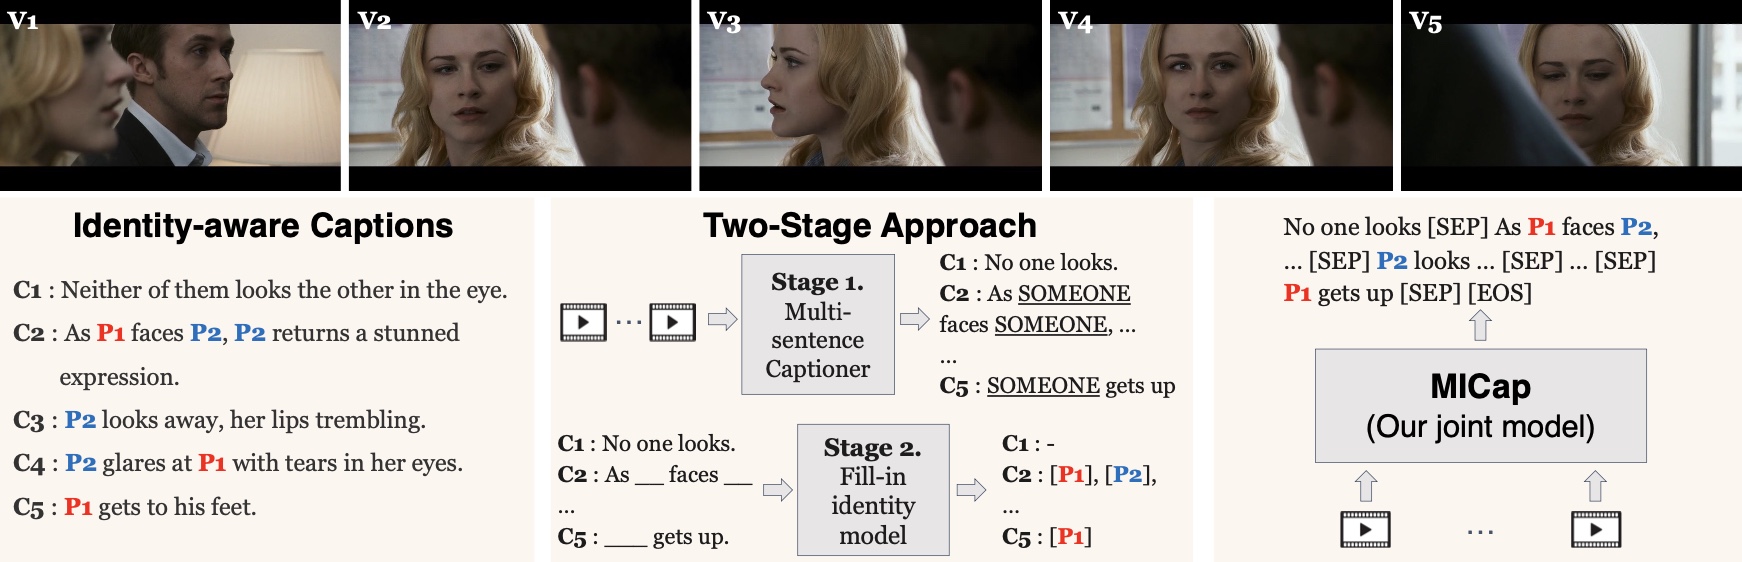 V1
V2
V3
V4
V5
Identity-aware Captions
C1 : Neither of them looks the other in the eye.
C2 : As P1 faces P2, P2 returns a stunned
expression.
C3 : P2 looks away, her lips trembling.
C4 : P2 glares at P1 with tears in her eyes.
C5 : P1 gets to his feet.
Two-Stage Approach
...
Stage 1.
Multi-
sentence
Captioner
C1 : No one looks.
C2 : As SOMEONE
faces SOMEONE, ...
...
C5 : SOMEONE gets up
C1 : No one looks.
C2 : As __ faces __
...
C5 : ___ gets up.
Stage 2.
Fill-in
identity
model
C1 : -
C2 : [P1], [P2],
...
C5 : [P1]
No one looks [SEP] As P1 faces P2,
... [SEP] P2 looks ... [SEP] ... [SEP]
P1 gets up [SEP] [EOS]
MICap
(Our joint model)
...